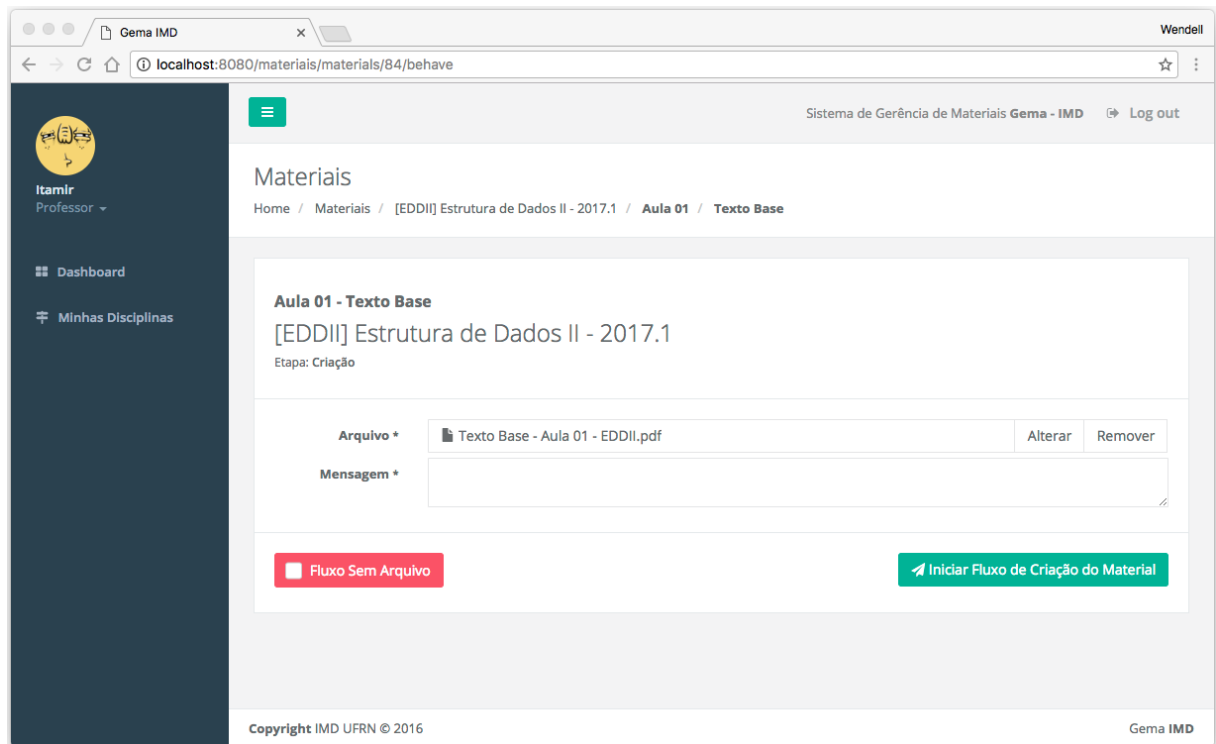 Gema IMD
Wendell
localhost:8080/materiais/materials/84/behave
Sistema de Gerência de Materiais Gema - IMD Log out
Itamir
Professor
Dashboard
Minhas Disciplinas
Materiais
Home / Materiais / [EDDII] Estrutura de Dados II - 2017.1 / Aula 01 / Texto Base
Aula 01 - Texto Base
[EDDII] Estrutura de Dados II - 2017.1
Etapa: Criação
Arquivo * Texto Base - Aula 01 - EDDII.pdf Alterar Remover
Mensagem *
Fluxo Sem Arquivo Iniciar Fluxo de Criação do Material
Copyright IMD UFRN © 2016 Gema IMD